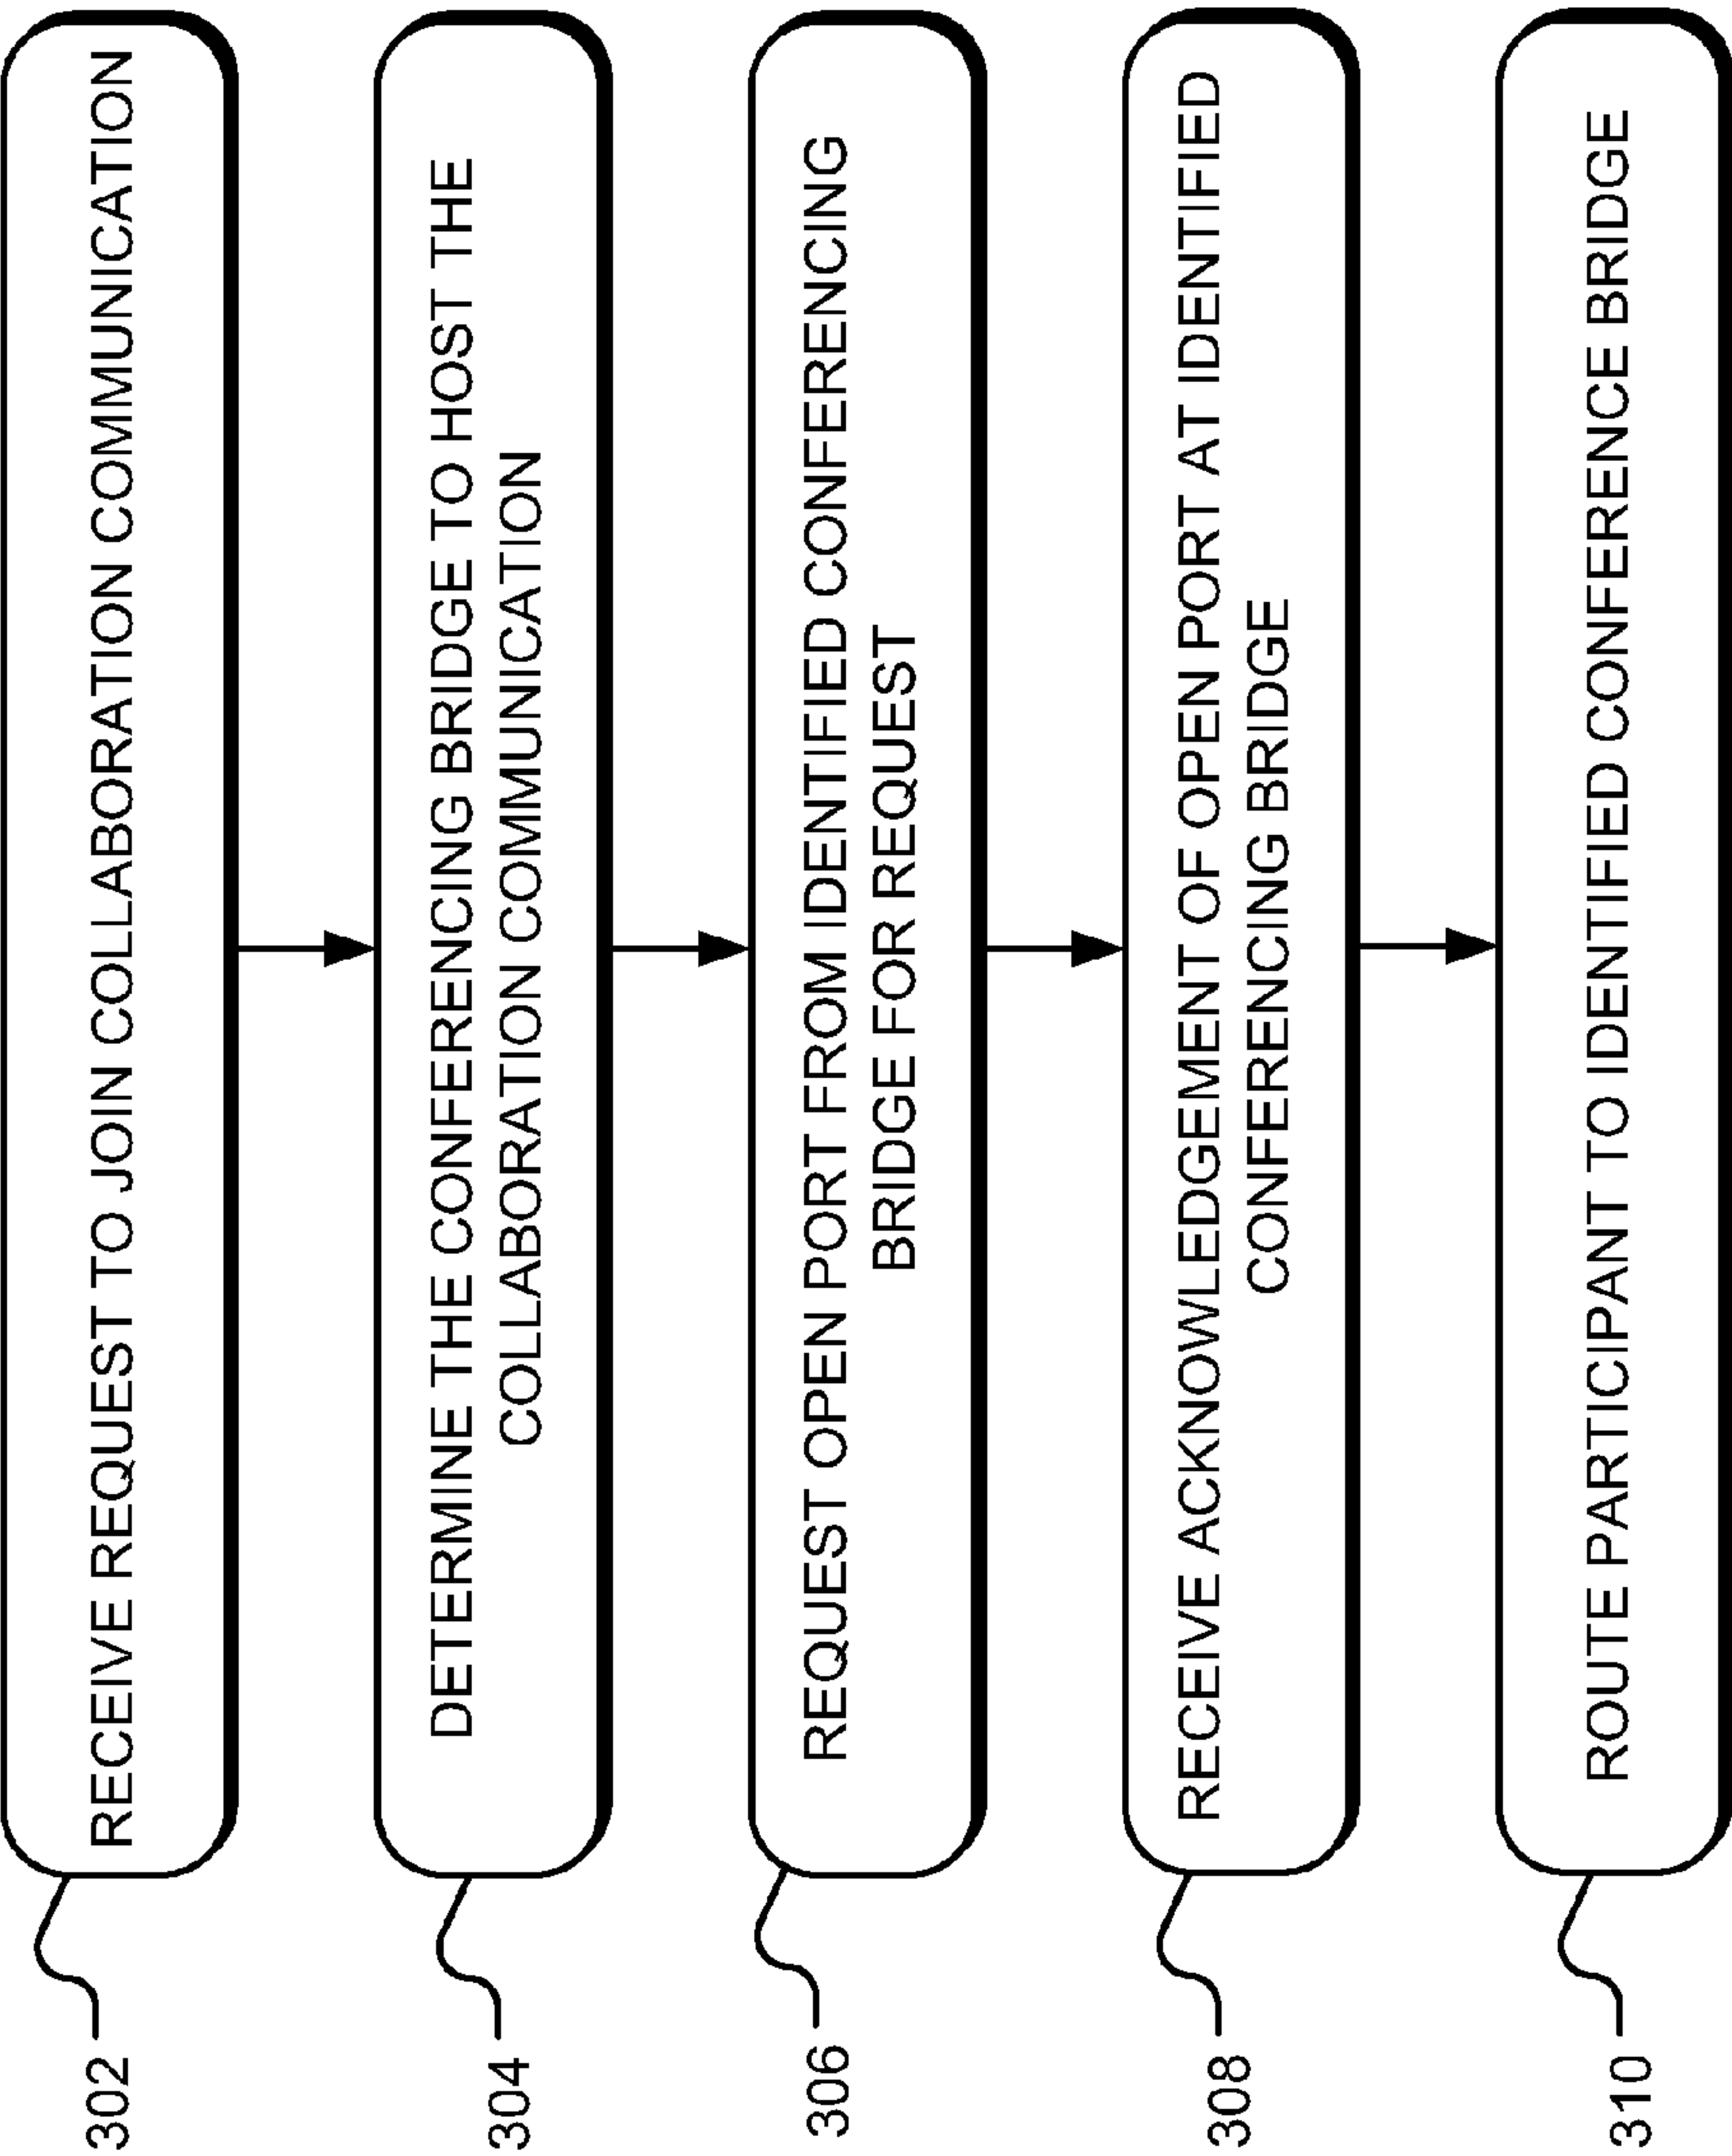 302
RECEIVE REQUEST TO JOIN COLLABORATION COMMUNICATION
304
DETERMINE THE CONFERENCING BRIDGE TO HOST THE
COLLABORATION COMMUNICATION
306
REQUEST OPEN PORT FROM IDENTIFIED CONFERENCING
BRIDGE FOR REQUEST
308
RECEIVE ACKNOWLEDGEMENT OF OPEN PORT AT IDENTIFIED
CONFERENCING BRIDGE
310
ROUTE PARTICIPANT TO IDENTIFIED CONFERENCE BRIDGE